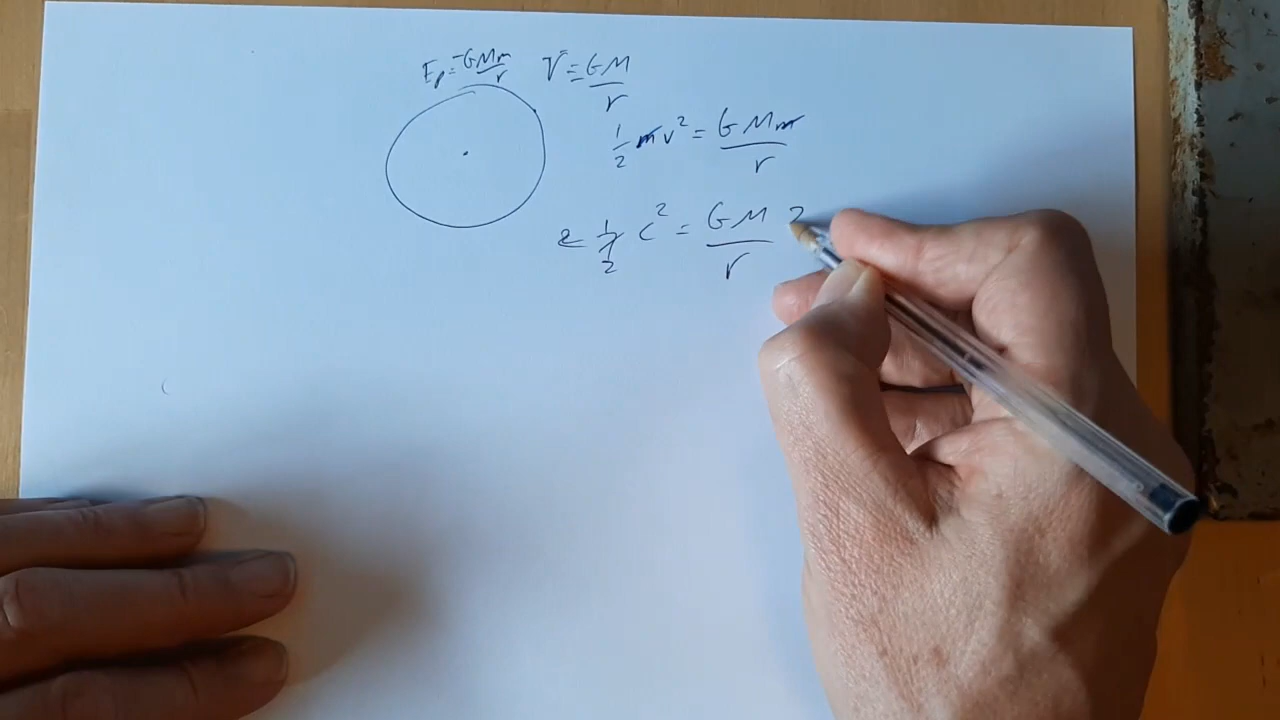 Ep = -GMm/r V = -GM/r
1/2 mv² = GMm/r
2 1/2 c² = GM/r 2